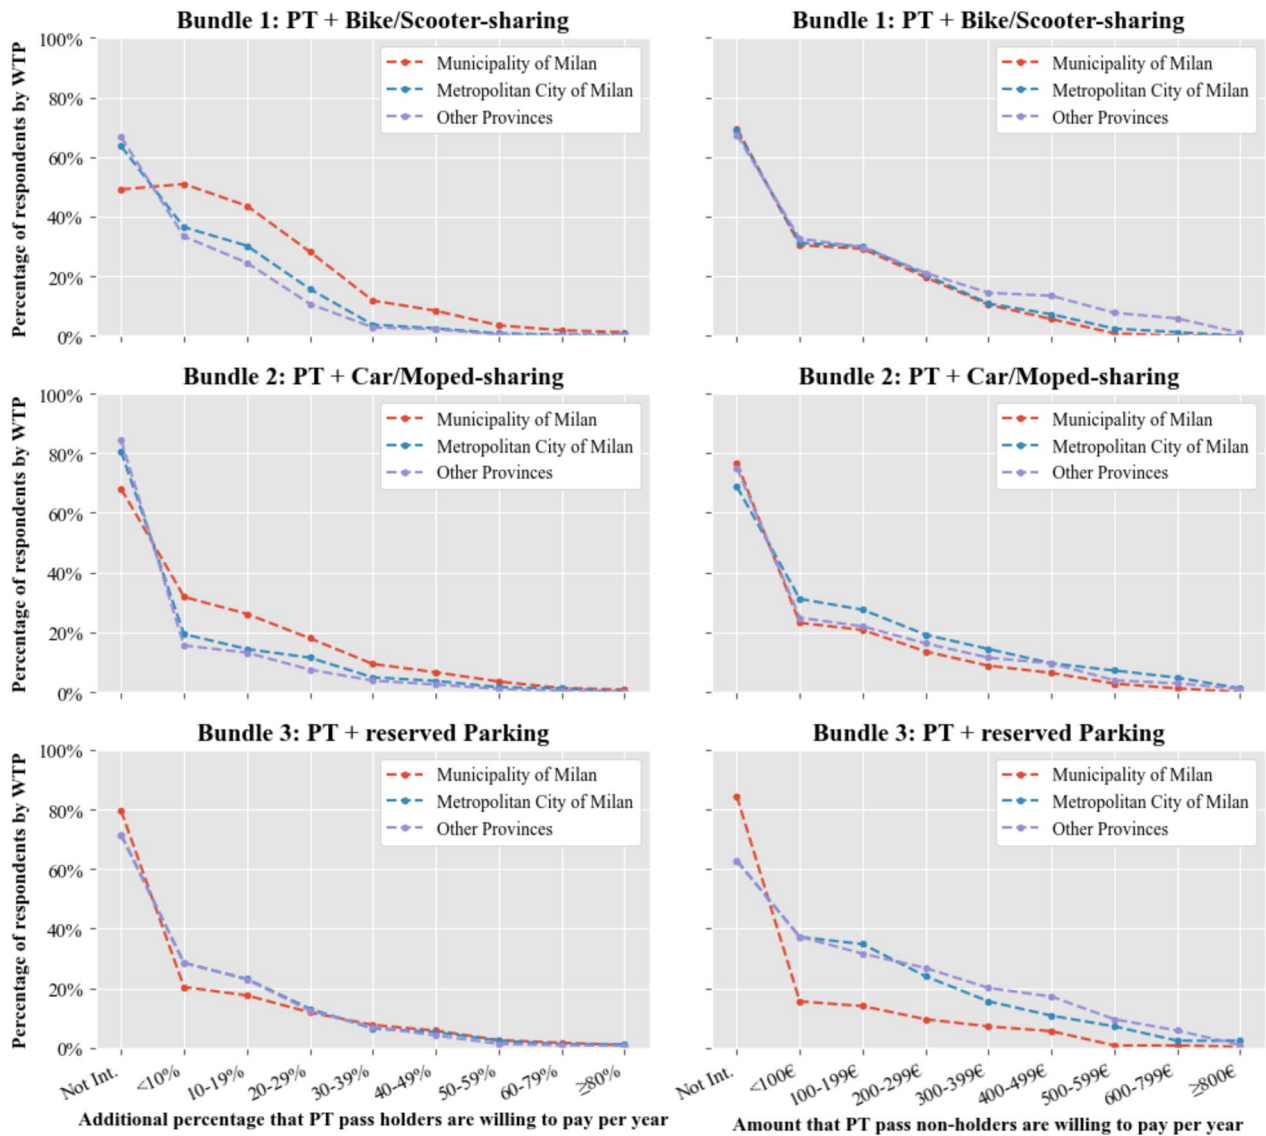 Bundle 1: PT + Bike/Scooter-sharing
Percentage of respondents by WTP
100%
80%
60%
40%
20%
0%
Municipality of Milan
Metropolitan City of Milan
Other Provinces
Bundle 1: PT + Bike/Scooter-sharing
Municipality of Milan
Metropolitan City of Milan
Other Provinces
Bundle 2: PT + Car/Moped-sharing
Percentage of respondents by WTP
100%
80%
60%
40%
20%
0%
Municipality of Milan
Metropolitan City of Milan
Other Provinces
Bundle 2: PT + Car/Moped-sharing
Municipality of Milan
Metropolitan City of Milan
Other Provinces
Bundle 3: PT + reserved Parking
Percentage of respondents by WTP
100%
80%
60%
40%
20%
0%
Municipality of Milan
Metropolitan City of Milan
Other Provinces
Not Int.
<10%
10-19%
20-29%
30-39%
40-49%
50-59%
60-79%
≥80%
Additional percentage that PT pass holders are willing to pay per year
Bundle 3: PT + reserved Parking
Municipality of Milan
Metropolitan City of Milan
Other Provinces
Not Int.
<100€
100-199€
200-299€
300-399€
400-499€
500-599€
600-799€
≥800€
Amount that PT pass non-holders are willing to pay per year